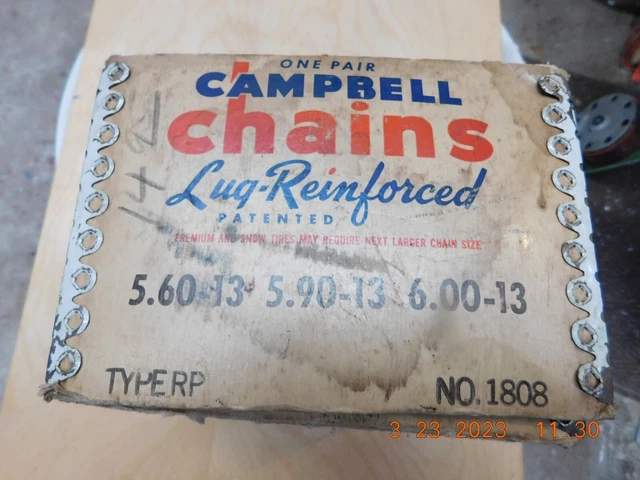 ONE PAIR
CAMPBELL
chains
Lug-Reinforced
PATENTED
PREMIUM AND SNOW TIRES MAY REQUIRE NEXT LARGER CHAIN SIZE
5.60-13 5.90-13 6.00-13
TYPE RP NO. 1808
3 23 2023 11 30